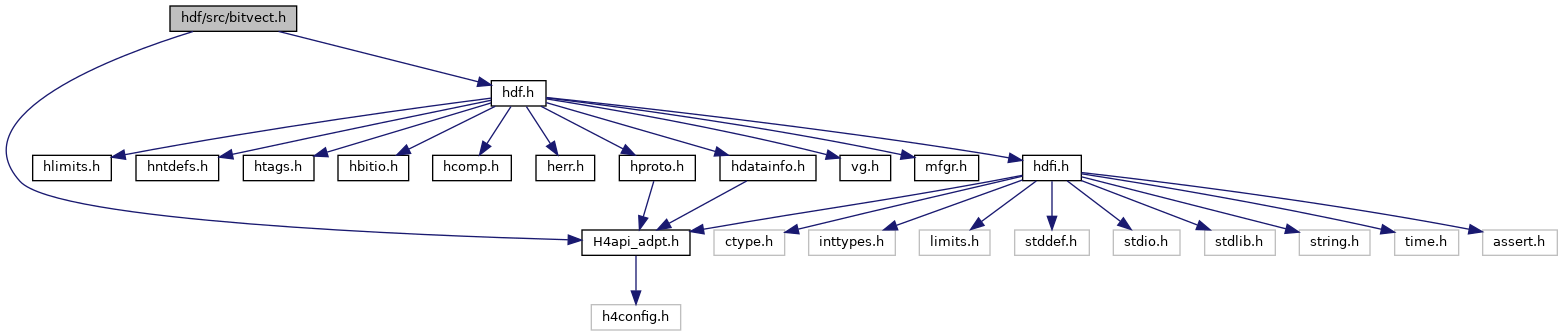 hdf/src/bitvect.h
hdf.h
hlimits.h
hntdefs.h
htags.h
hbitio.h
hcomp.h
herr.h
hproto.h
hdatainfo.h
vg.h
mfgr.h
hdfi.h
H4api_adpt.h
ctype.h
inttypes.h
limits.h
stddef.h
stdio.h
stdlib.h
string.h
time.h
assert.h
h4config.h